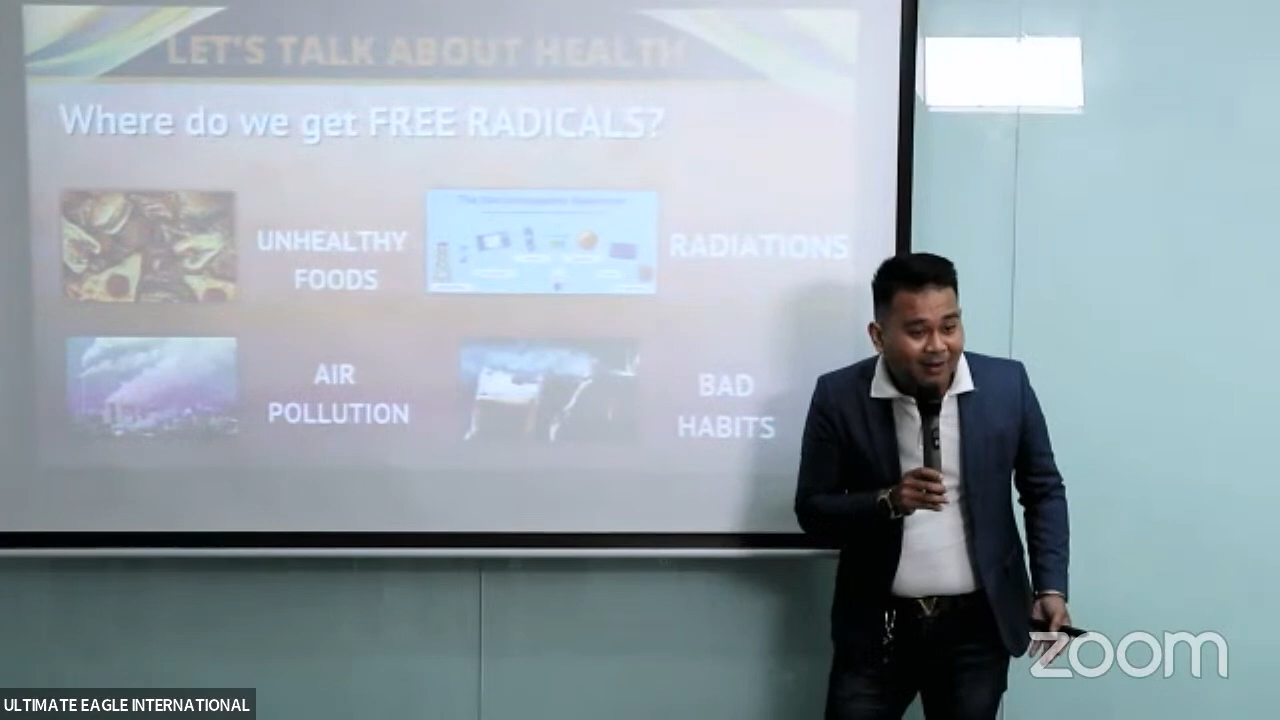 LET'S TALK ABOUT HEALTH
Where do we get FREE RADICALS?
UNHEALTHY
FOODS
RADIATIONS
AIR
POLLUTION
BAD
HABITS
zoom
ULTIMATE EAGLE INTERNATIONAL